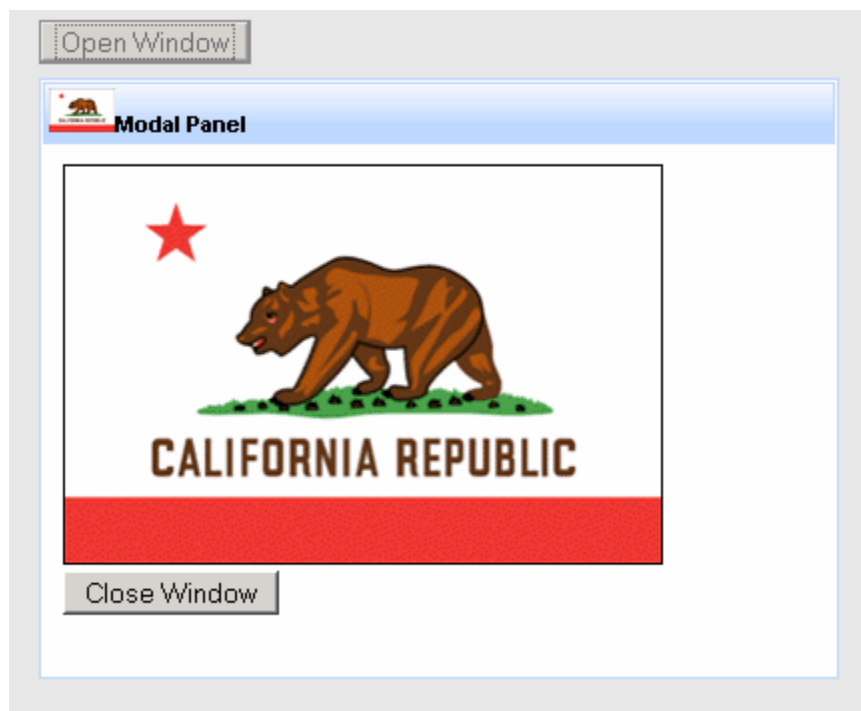 Open Window
Modal Panel
CALIFORNIA REPUBLIC
Close Window